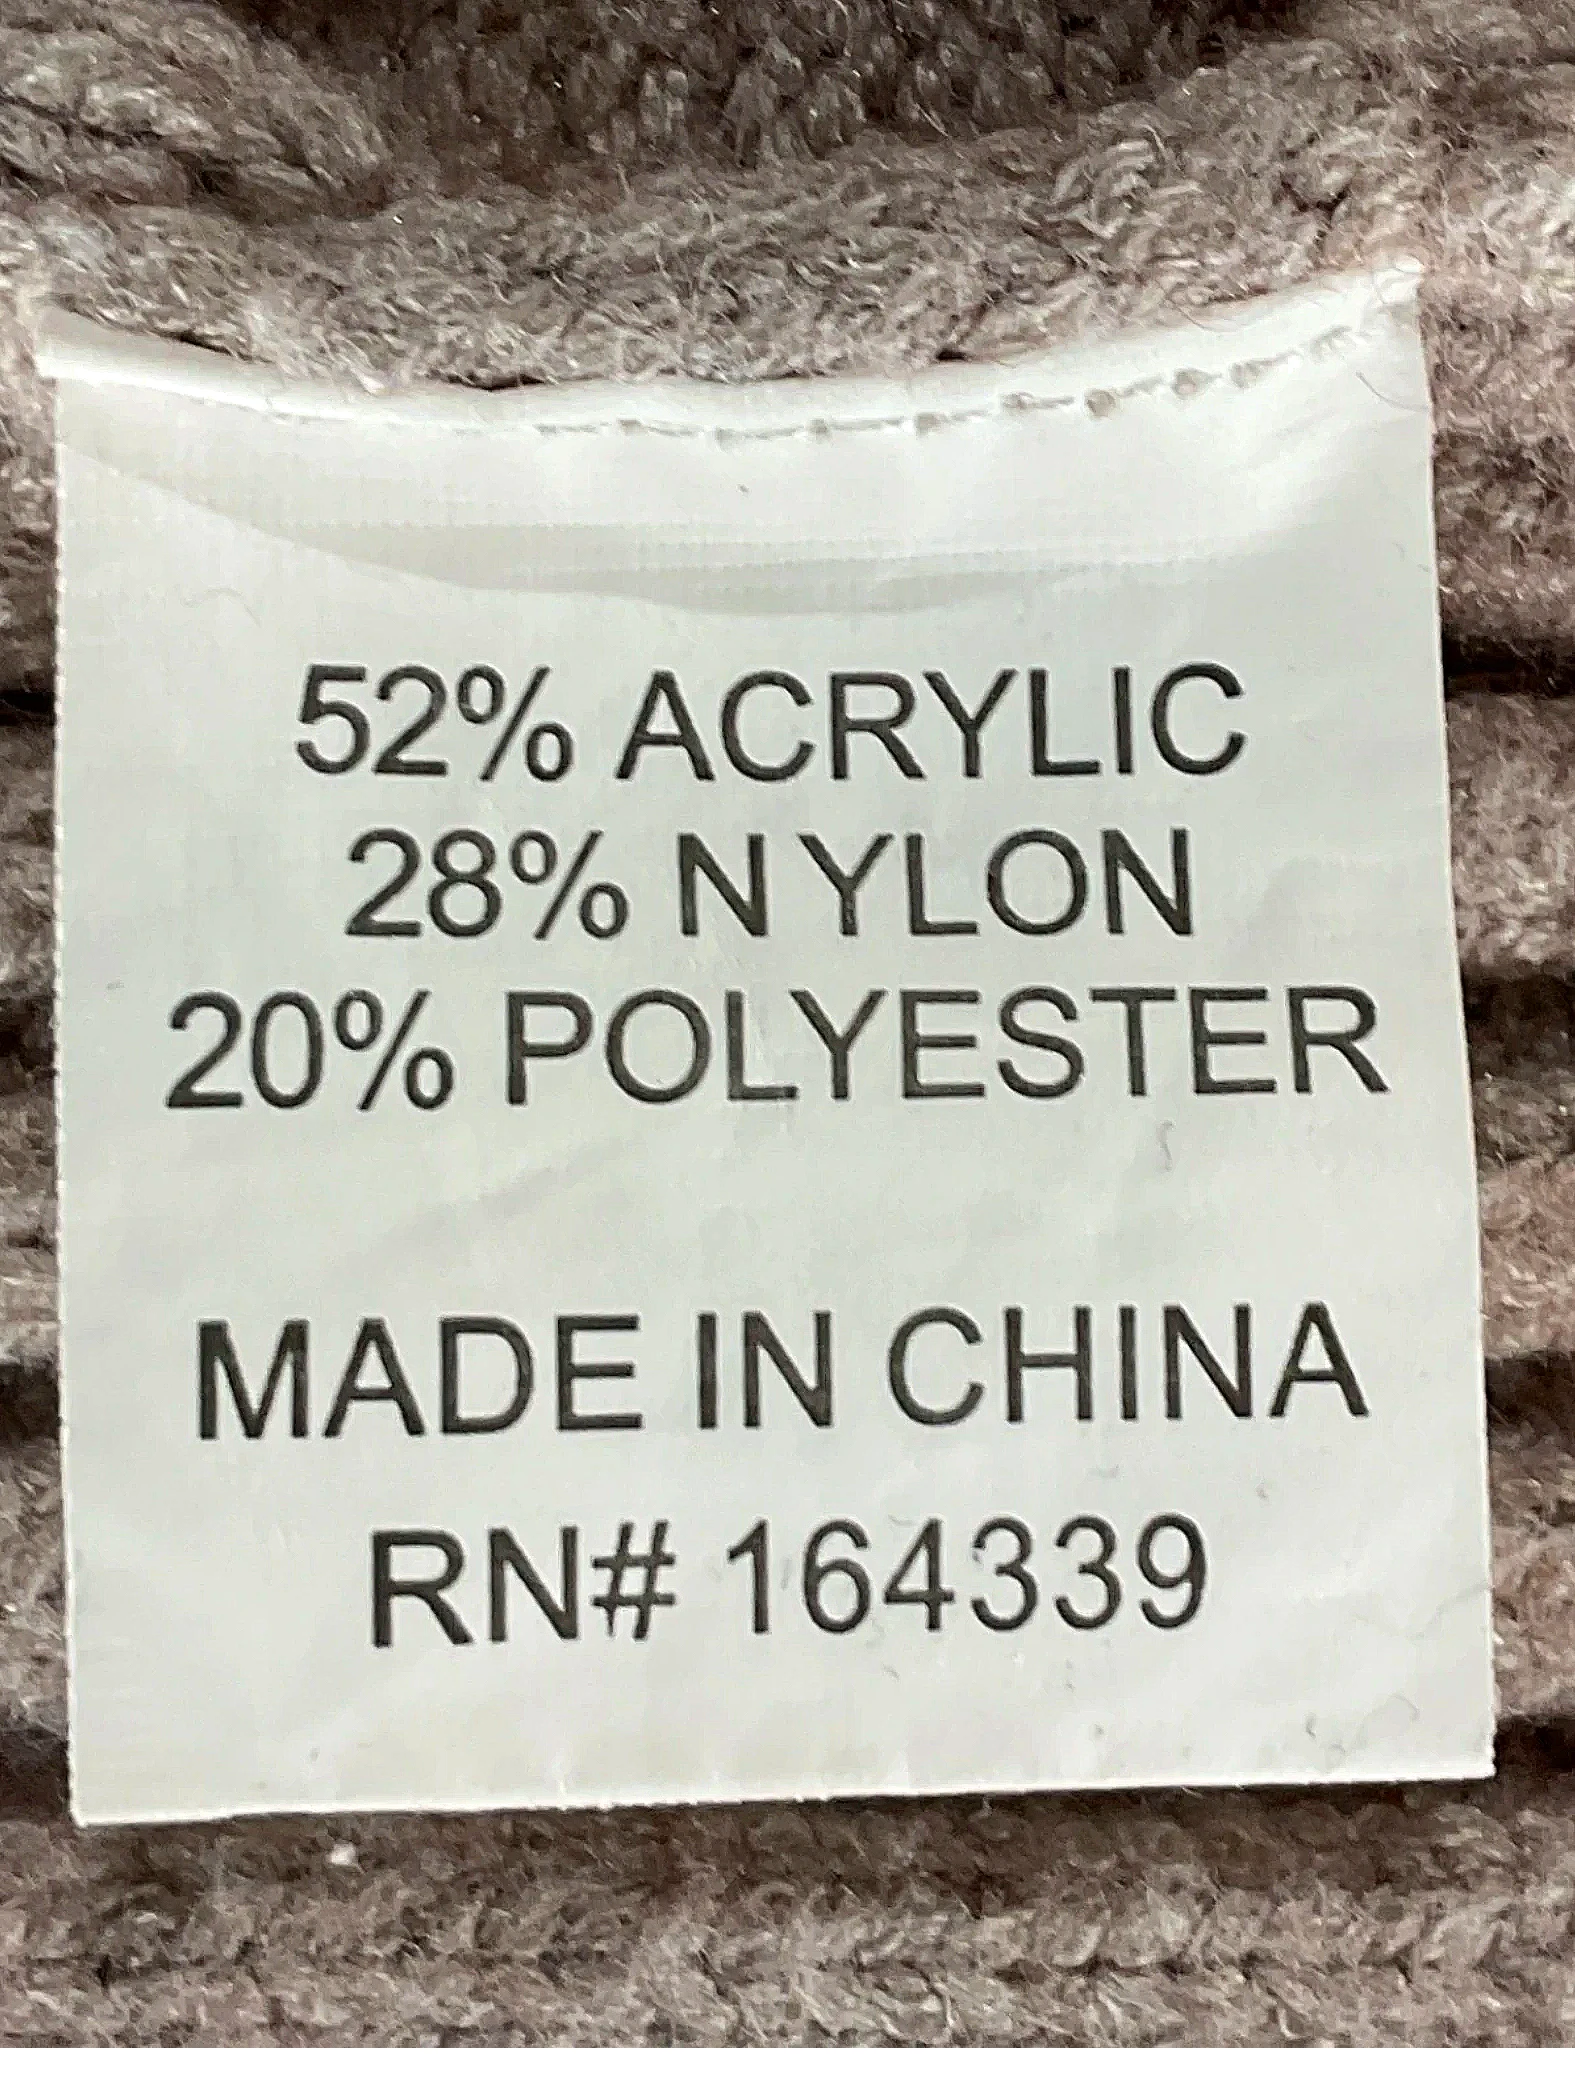 52% ACRYLIC
28% NYLON
20% POLYESTER
MADE IN CHINA
RN# 164339